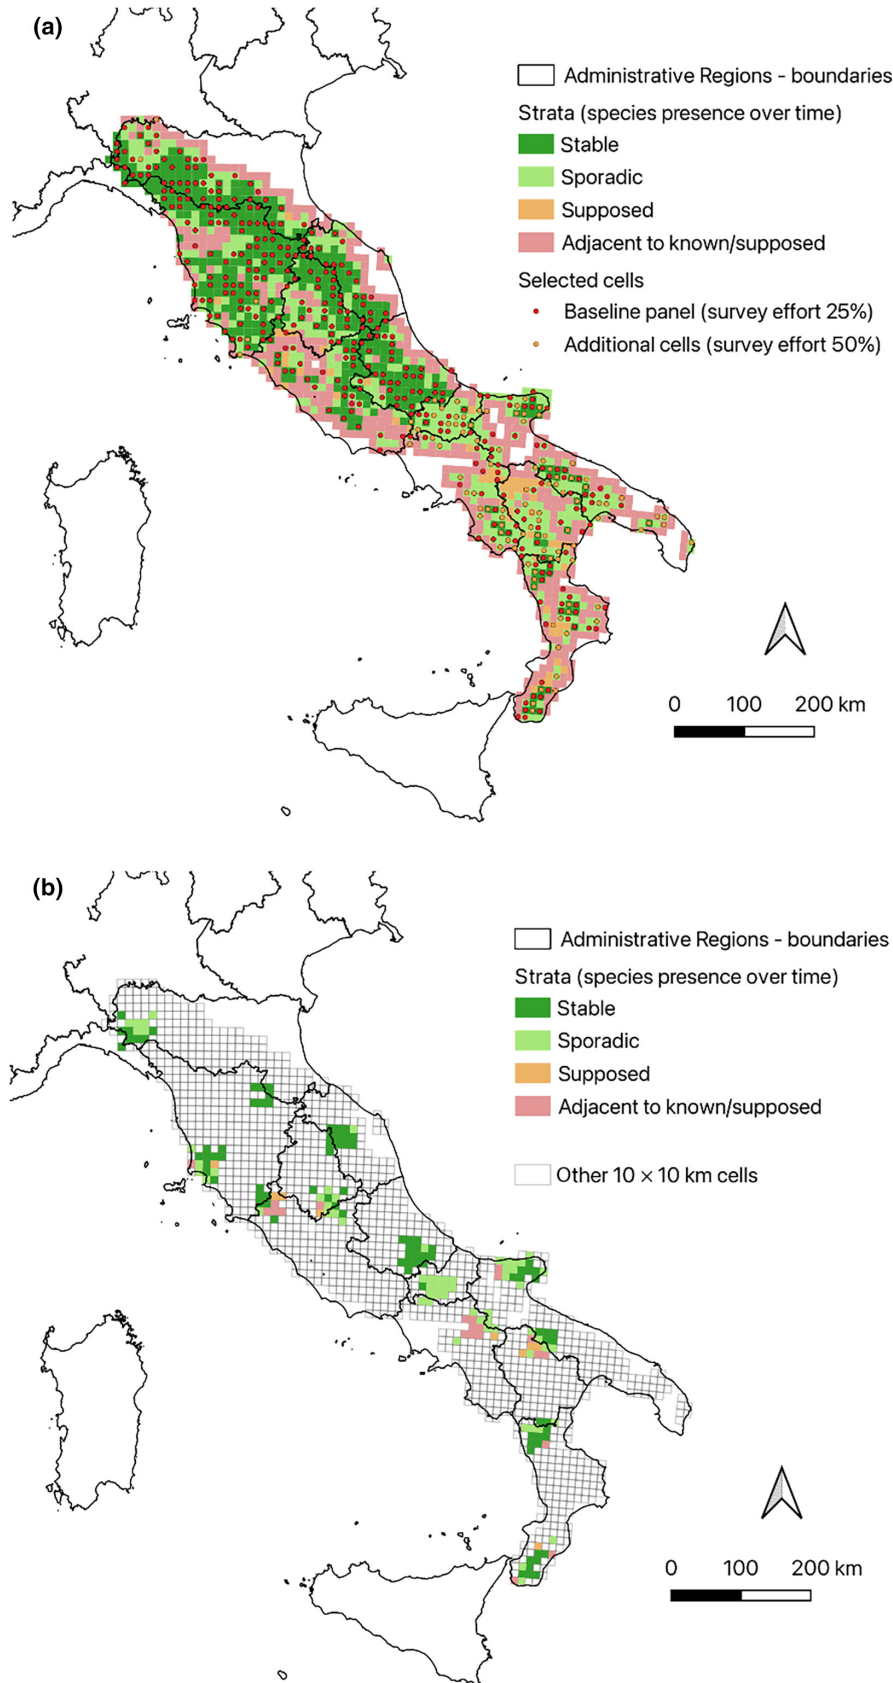 (a)
Administrative Regions - boundaries
Strata (species presence over time)
Stable
Sporadic
Supposed
Adjacent to known/supposed
Selected cells
Baseline panel (survey effort 25%)
Additional cells (survey effort 50%)
0 100 200 km
(b)
Administrative Regions - boundaries
Strata (species presence over time)
Stable
Sporadic
Supposed
Adjacent to known/supposed
Other 10 × 10 km cells
0 100 200 km